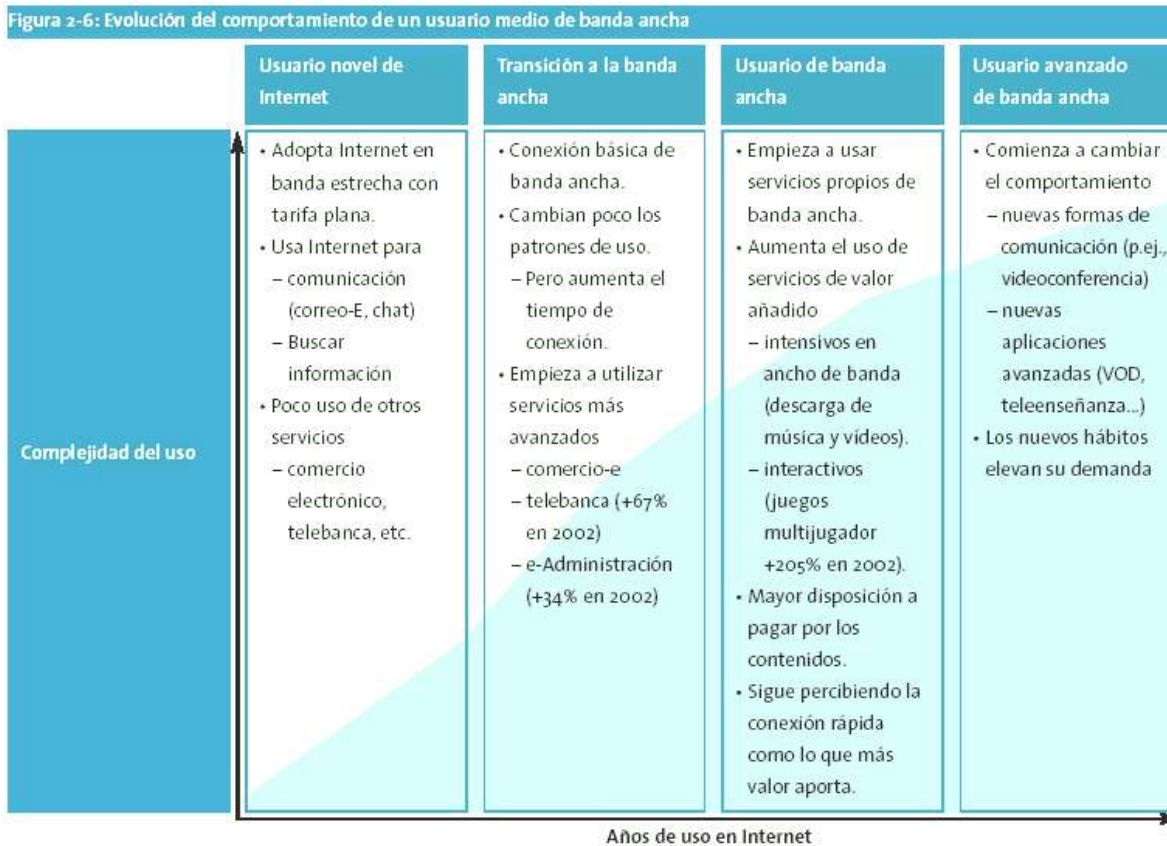 Figura 2-6: Evolución del comportamiento de un usuario medio de banda ancha
Usuario novel de
Internet
Transición a la banda
ancha
Usuario de banda
ancha
Usuario avanzado
de banda ancha
Complejidad del uso
• Adopta Internet en
banda estrecha con
tarifa plana.
• Usa Internet para
– comunicación
(correo-E, chat)
– Buscar
información
• Poco uso de otros
servicios
– comercio
electrónico,
telebanca, etc.
• Conexión básica de
banda ancha.
• Cambian poco los
patrones de uso.
– Pero aumenta el
tiempo de
conexión.
• Empieza a utilizar
servicios más
avanzados
– comercio-e
– telebanca (+67%
en 2002)
– e-Administración
(+34% en 2002)
• Empieza a usar
servicios propios de
banda ancha.
• Aumenta el uso de
servicios de valor
añadido
– intensivos en
ancho de banda
(descarga de
música y vídeos).
– interactivos
(juegos
multijugador
+205% en 2002).
• Mayor disposición a
pagar por los
contenidos.
• Sigue percibiendo la
conexión rápida
como lo que más
valor aporta.
• Comienza a cambiar
el comportamiento
– nuevas formas de
comunicación (p.ej.,
videoconferencia)
– nuevas
aplicaciones
avanzadas (VOD,
teleenseñanza...)
• Los nuevos hábitos
elevan su demanda
Años de uso en Internet